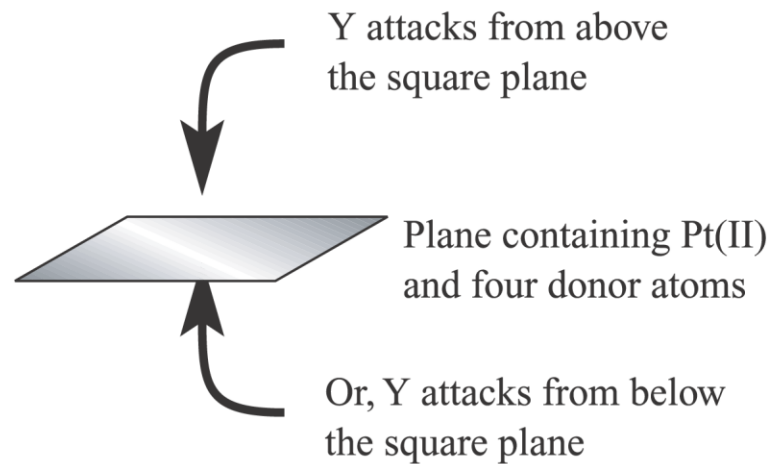 Y attacks from above
the square plane
Plane containing Pt(II)
and four donor atoms
Or, Y attacks from below
the square plane